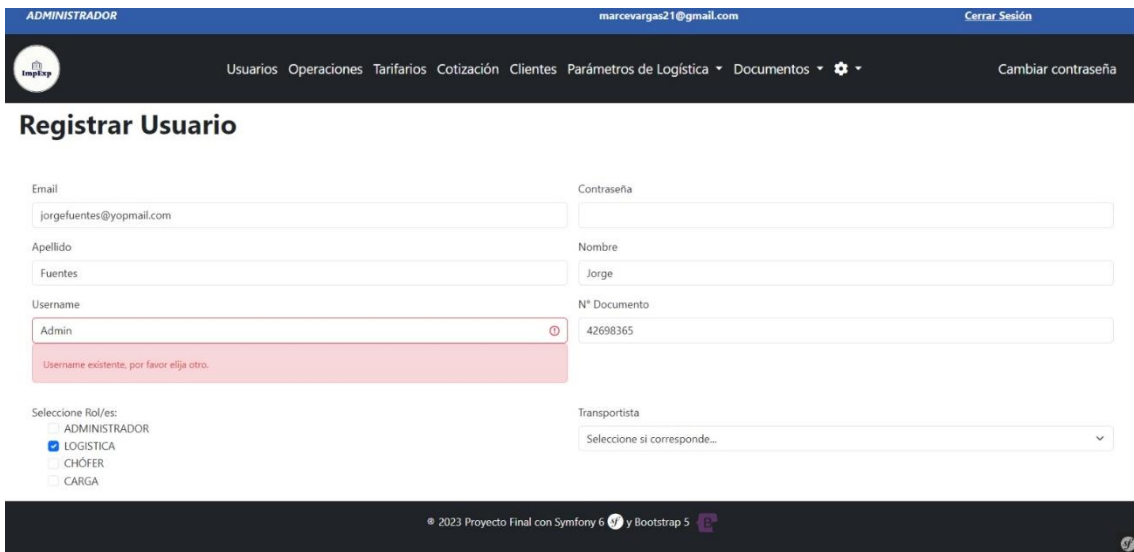 ADMINISTRADOR marcevargas21@gmail.com Cerrar Sesión
ImpExp Usuarios Operaciones Tarifarios Cotización Clientes Parámetros de Logística Documentos Cambiar contraseña
Registrar Usuario
Email Contraseña
jorgefuentes@yopmail.com
Apellido Nombre
Fuentes Jorge
Username N° Documento
Admin 42698365
Username existente, por favor elija otro.
Seleccione Rol/es: Transportista
ADMINISTRADOR
LOGISTICA Seleccione si corresponde...
CHÓFER
CARGA
® 2023 Proyecto Final con Symfony 6 sf y Bootstrap 5 B
sf